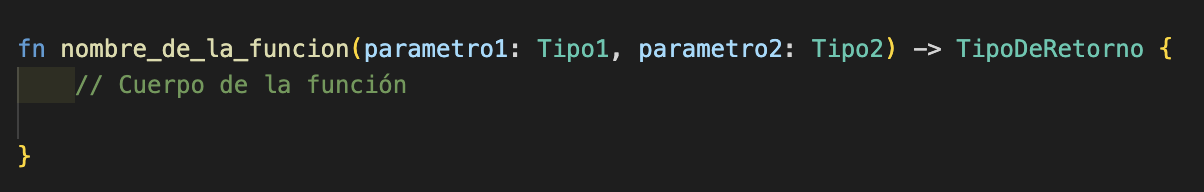 fn nombre_de_la_funcion(parametro1: Tipo1, parametro2: Tipo2) -> TipoDeRetorno {
    // Cuerpo de la función
}